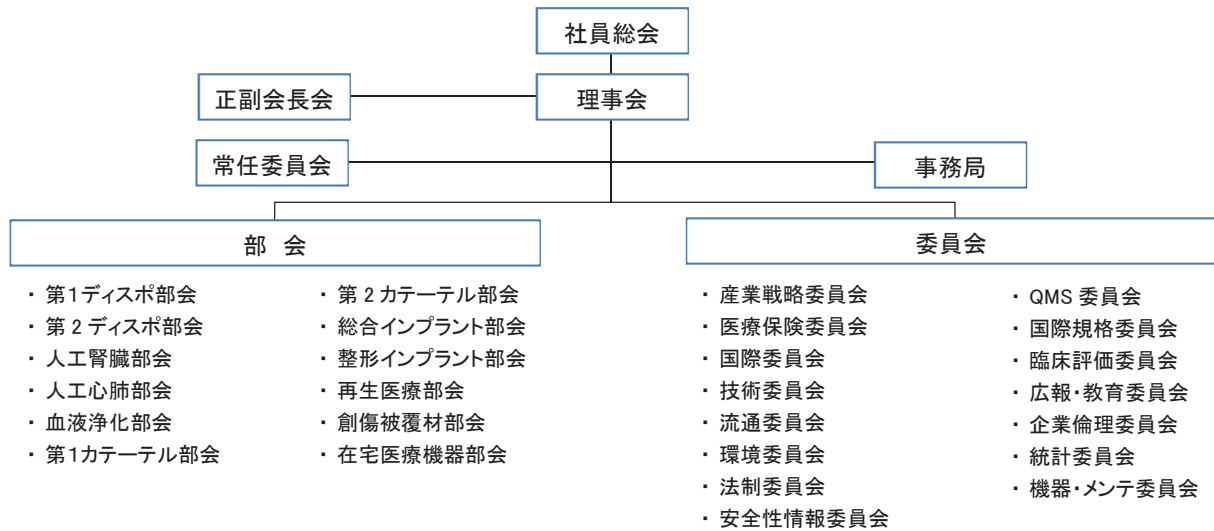 社員総会
正副会長会
理事会
常任委員会
事務局
部 会
・ 第1ディスポ部会
・ 第2ディスポ部会
・ 人工腎臓部会
・ 人工心肺部会
・ 血液浄化部会
・ 第1カテーテル部会
・ 第2カテーテル部会
・ 総合インプラント部会
・ 整形インプラント部会
・ 再生医療部会
・ 創傷被覆材部会
・ 在宅医療機器部会
委員会
・ 産業戦略委員会
・ 医療保険委員会
・ 国際委員会
・ 技術委員会
・ 流通委員会
・ 環境委員会
・ 法制委員会
・ 安全性情報委員会
・ QMS 委員会
・ 国際規格委員会
・ 臨床評価委員会
・ 広報・教育委員会
・ 企業倫理委員会
・ 統計委員会
・ 機器・メンテ委員会